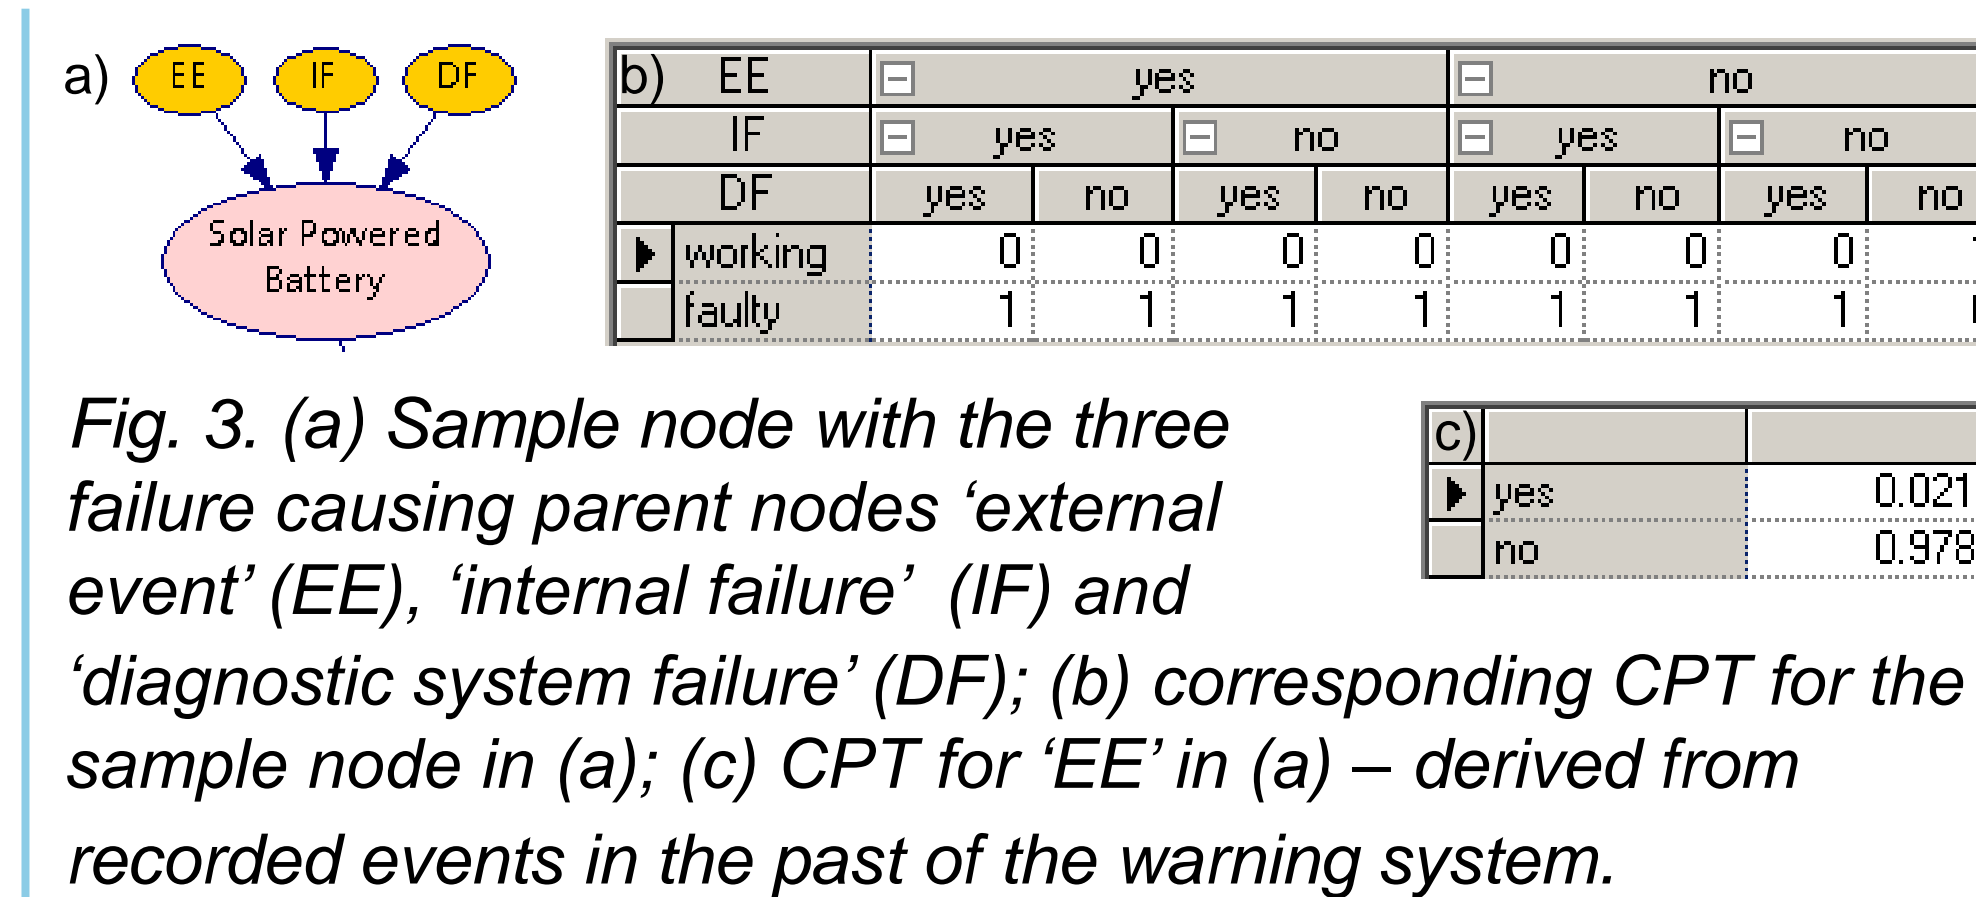 a) EE IF DF
Solar Powered
Battery
b) EE yes no
IF yes no yes no
DF yes no yes no yes no yes no
working 0 0 0 0 0 0 0
faulty 1 1 1 1 1 1 1
Fig. 3. (a) Sample node with the three
failure causing parent nodes ‘external
event’ (EE), ‘internal failure’ (IF) and
c)
yes 0.021
no 0.978
‘diagnostic system failure’ (DF); (b) corresponding CPT for the
sample node in (a); (c) CPT for ‘EE’ in (a) – derived from
recorded events in the past of the warning system.